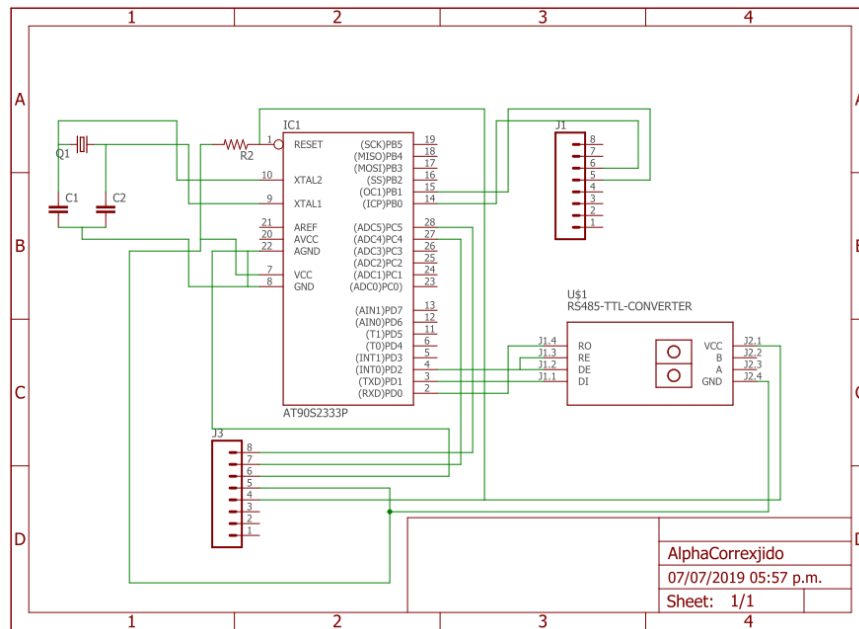 1 2 3 4
A A
B B
C C
D D
1 2 3 4
Q1
C1
C2
R2
IC1
1 RESET
10 XTAL2
9 XTAL1
21 AREF
20 AVCC
22 AGND
7 VCC
8 GND
(SCK)PB5 19
(MISO)PB4 18
(MOSI)PB3 17
(SS)PB2 16
(OC1)PB1 15
(ICP)PB0 14
(ADC5)PC5 28
(ADC4)PC4 27
(ADC3)PC3 26
(ADC2)PC2 25
(ADC1)PC1 24
(ADC0)PC0) 23
(AIN1)PD7 13
(AIN0)PD6 12
(T1)PD5 11
(T0)PD4 6
(INT1)PD3 5
(INT0)PD2 4
(TXD)PD1 3
(RXD)PD0 2
AT90S2333P
J1
8
7
6
5
4
3
2
1
U$1
RS485-TTL-CONVERTER
J1.4 RO
J1.3 RE
J1.2 DE
J1.1 DI
VCC J2.1
B J2.2
A J2.3
GND J2.4
J3
8
7
6
5
4
3
2
1
AlphaCorrexjido
07/07/2019 05:57 p.m.
Sheet: 1/1